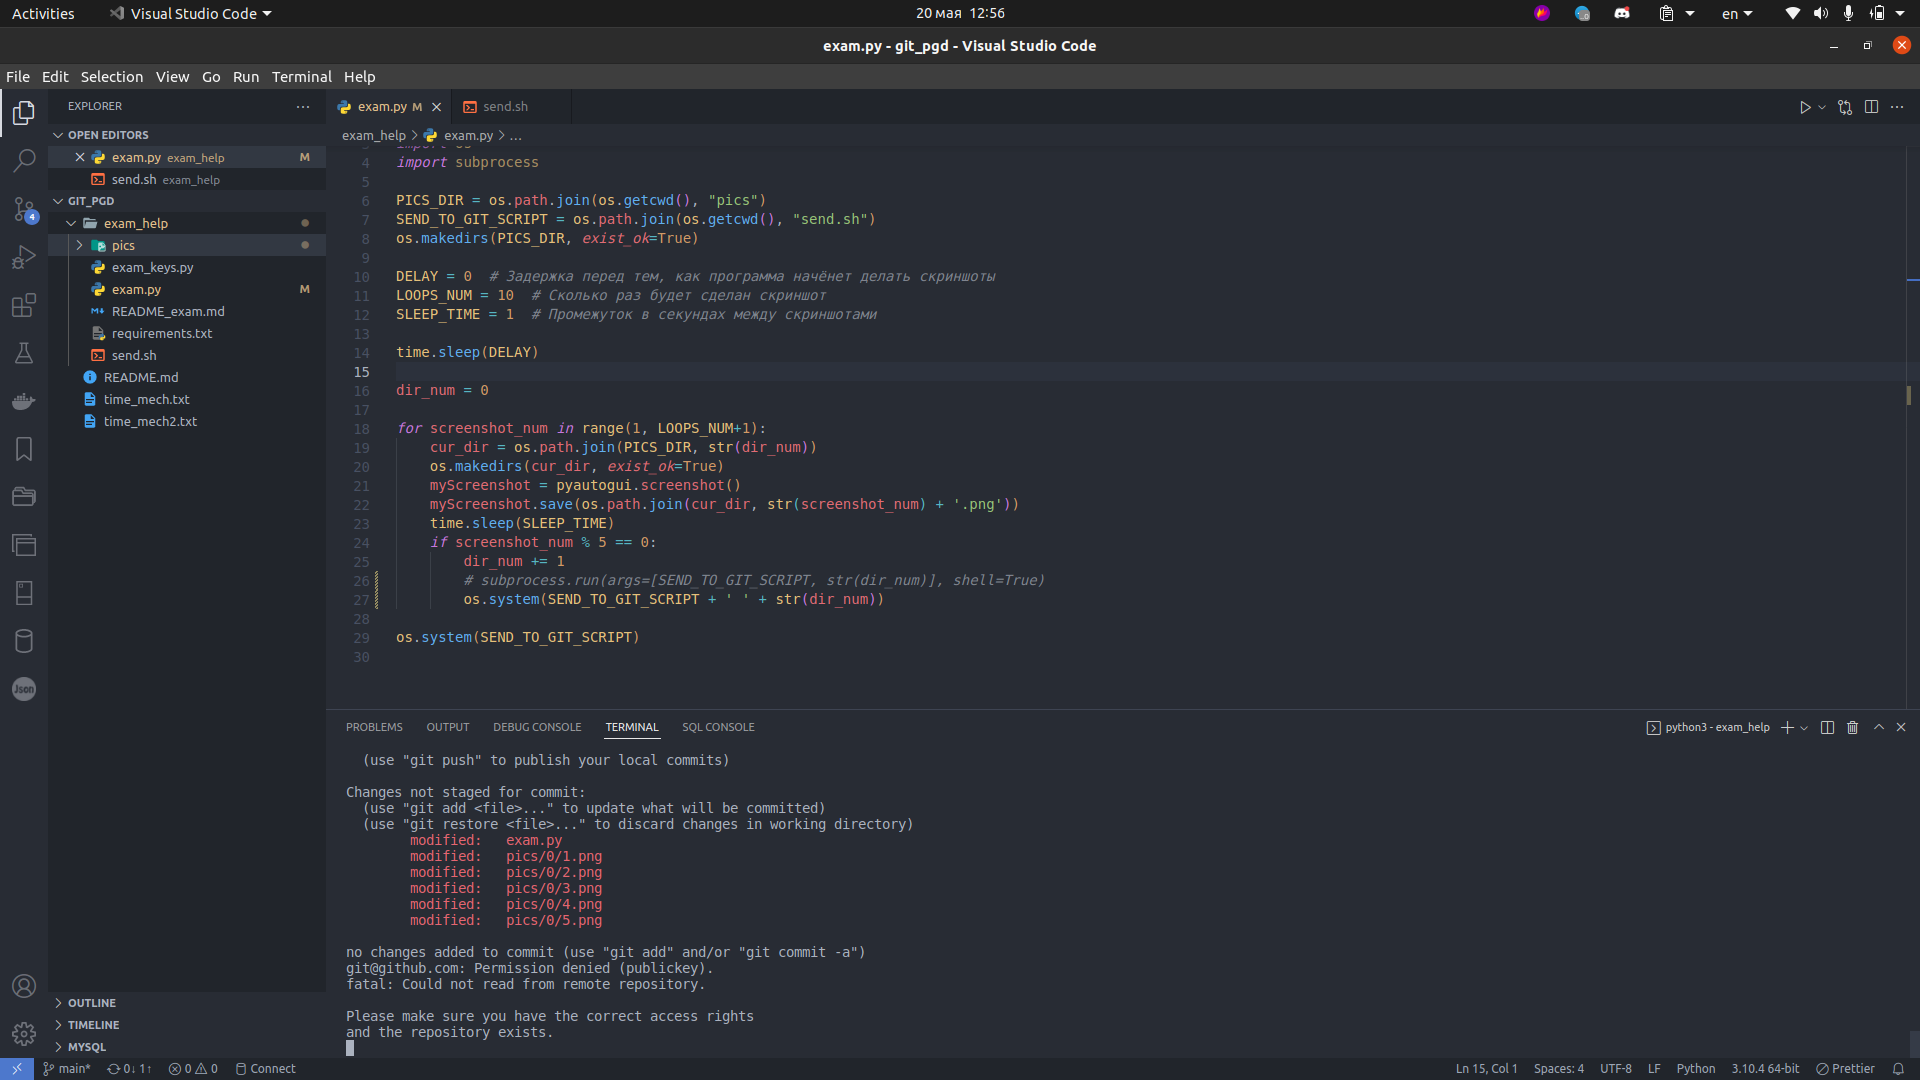 Activities
Visual Studio Code
20 мая 12:56
en
exam.py - git_pgd - Visual Studio Code
File Edit Selection View Go Run Terminal Help
EXPLORER
OPEN EDITORS
exam.py exam_help M
send.sh exam_help
GIT_PGD
exam_help
pics
exam_keys.py
exam.py M
README_exam.md
requirements.txt
send.sh
README.md
time_mech.txt
time_mech2.txt
OUTLINE
TIMELINE
MYSQL
4
Json
exam.py M
send.sh
exam_help > exam.py > ...
3 import os
4 import subprocess
5
6 PICS_DIR = os.path.join(os.getcwd(), "pics")
7 SEND_TO_GIT_SCRIPT = os.path.join(os.getcwd(), "send.sh")
8 os.makedirs(PICS_DIR, exist_ok=True)
9
10 DELAY = 0  # Задержка перед тем, как программа начёнет делать скриншоты
11 LOOPS_NUM = 10  # Сколько раз будет сделан скриншот
12 SLEEP_TIME = 1  # Промежуток в секундах между скриншотами
13
14 time.sleep(DELAY)
15
16 dir_num = 0
17
18 for screenshot_num in range(1, LOOPS_NUM+1):
19     cur_dir = os.path.join(PICS_DIR, str(dir_num))
20     os.makedirs(cur_dir, exist_ok=True)
21     myScreenshot = pyautogui.screenshot()
22     myScreenshot.save(os.path.join(cur_dir, str(screenshot_num) + '.png'))
23     time.sleep(SLEEP_TIME)
24     if screenshot_num % 5 == 0:
25         dir_num += 1
26         # subprocess.run(args=[SEND_TO_GIT_SCRIPT, str(dir_num)], shell=True)
27         os.system(SEND_TO_GIT_SCRIPT + ' ' + str(dir_num))
28
29 os.system(SEND_TO_GIT_SCRIPT)
30
PROBLEMS OUTPUT DEBUG CONSOLE TERMINAL SQL CONSOLE
python3 - exam_help
(use "git push" to publish your local commits)
Changes not staged for commit:
(use "git add <file>..." to update what will be committed)
(use "git restore <file>..." to discard changes in working directory)
modified:   exam.py
modified:   pics/0/1.png
modified:   pics/0/2.png
modified:   pics/0/3.png
modified:   pics/0/4.png
modified:   pics/0/5.png
no changes added to commit (use "git add" and/or "git commit -a")
git@github.com: Permission denied (publickey).
fatal: Could not read from remote repository.
Please make sure you have the correct access rights
and the repository exists.
main* 0↓ 1↑ 0 0 Connect
Ln 15, Col 1 Spaces: 4 UTF-8 LF Python 3.10.4 64-bit Prettier